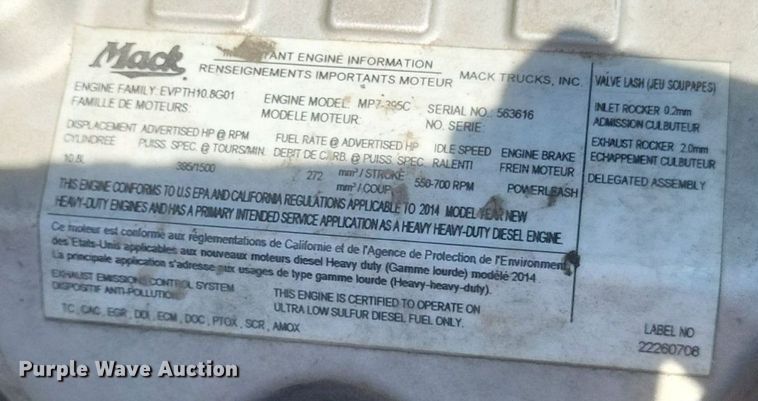 Mack
IMPORTANT ENGINE INFORMATION
RENSEIGNEMENTS IMPORTANTS MOTEUR
MACK TRUCKS, INC.
ENGINE FAMILY: EVPTH10.8G01
FAMILLE DE MOTEURS:
ENGINE MODEL: MP7-395C
MODELE MOTEUR:
SERIAL NO.: 563616
NO. SERIE:
DISPLACEMENT ADVERTISED HP @ RPM FUEL RATE @ ADVERTISED HP IDLE SPEED ENGINE BRAKE
CYLINDREE PUISS. SPEC. @ TOURS/MIN. DEBIT DE CARB. @ PUISS. SPEC. RALENTI FREIN MOTEUR
10.8L 395/1500 272 mm³ / STROKE mm³ / COUP 550-700 RPM POWERLEASH
THIS ENGINE CONFORMS TO U.S EPA AND CALIFORNIA REGULATIONS APPLICABLE TO 2014 MODEL YEAR NEW
HEAVY-DUTY ENGINES AND HAS A PRIMARY INTENDED SERVICE APPLICATION AS A HEAVY HEAVY-DUTY DIESEL ENGINE.
Ce moteur est conforme aux réglementations de Californie et de l'Agence de Protection de l'Environnement
des Etats-Unis applicables aux nouveaux moteurs diesel Heavy duty (Gamme lourde) modèle 2014.
La principale application s'adresse aux usages de type gamme lourde (Heavy-heavy-duty).
EXHAUST EMISSIONS CONTROL SYSTEM
DISPOSITIF ANTI-POLLUTION
TC , CAC, EGR , DDI, ECM , DOC , PTOX , SCR , AMOX
THIS ENGINE IS CERTIFIED TO OPERATE ON
ULTRA LOW SULFUR DIESEL FUEL ONLY.
VALVE LASH (JEU SOUPAPES)
INLET ROCKER 0.2mm
ADMISSION CULBUTEUR
EXHAUST ROCKER 2.0mm
ECHAPPEMENT CULBUTEUR
DELEGATED ASSEMBLY
LABEL NO
22260708
Purple Wave Auction